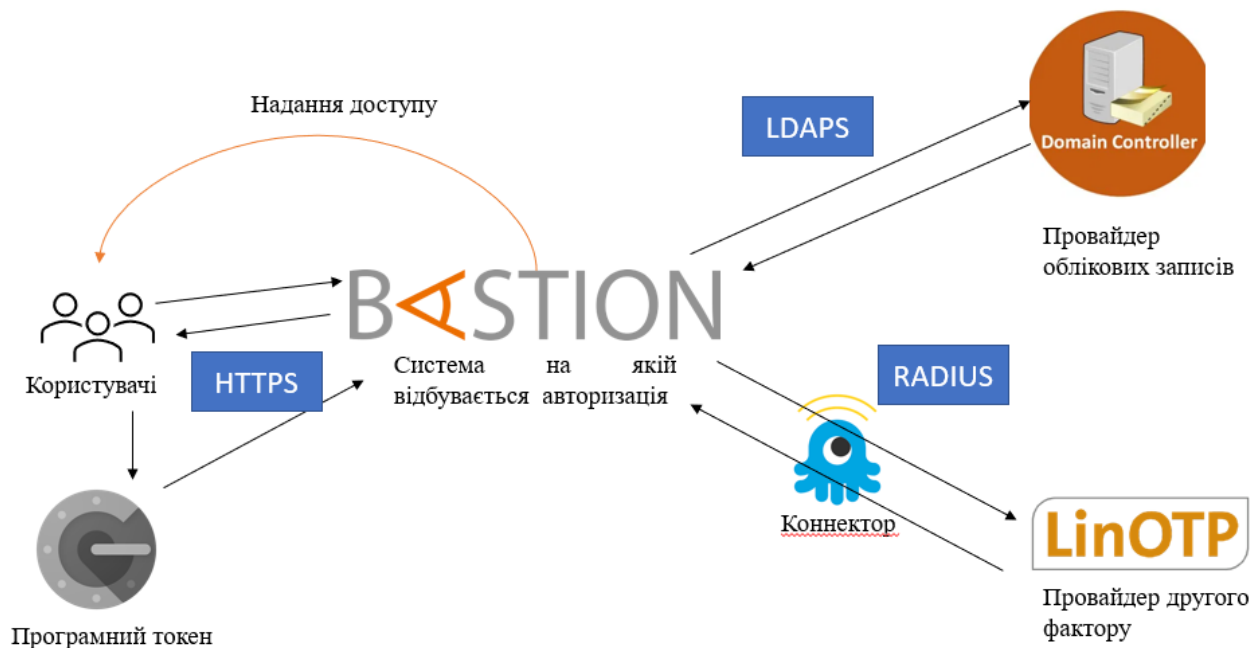 Надання доступу
LDAPS
Domain Controller
Провайдер
облікових записів
BASTION
Система на якій
відбувається авторизація
Користувачі
HTTPS
RADIUS
Коннектор
LinOTP
Провайдер другого
фактору
Програмний токен